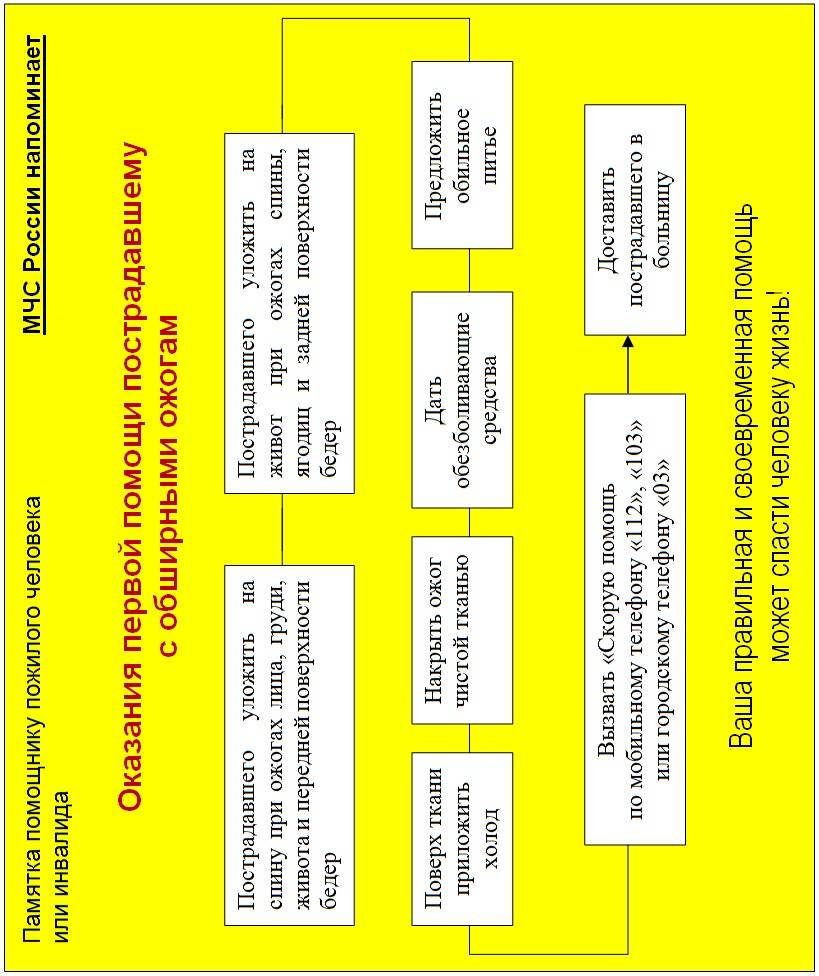 Памятка помощнику пожилого человека
или инвалида
МЧС России напоминает
Оказания первой помощи пострадавшему
с обширными ожогам
Пострадавшего уложить на
спину при ожогах лица, груди,
живота и передней поверхности
бедер
Пострадавшего уложить на
живот при ожогах спины,
ягодиц и задней поверхности
бедер
Поверх ткани
приложить
холод
Накрыть ожог
чистой тканью
Дать
обезболивающие
средства
Предложить
обильное
питье
Вызвать «Скорую помощь
по мобильному телефону «112», «103»
или городскому телефону «03»
Доставить
пострадавшего в
больницу
Ваша правильная и своевременная помощь
может спасти человеку жизнь!